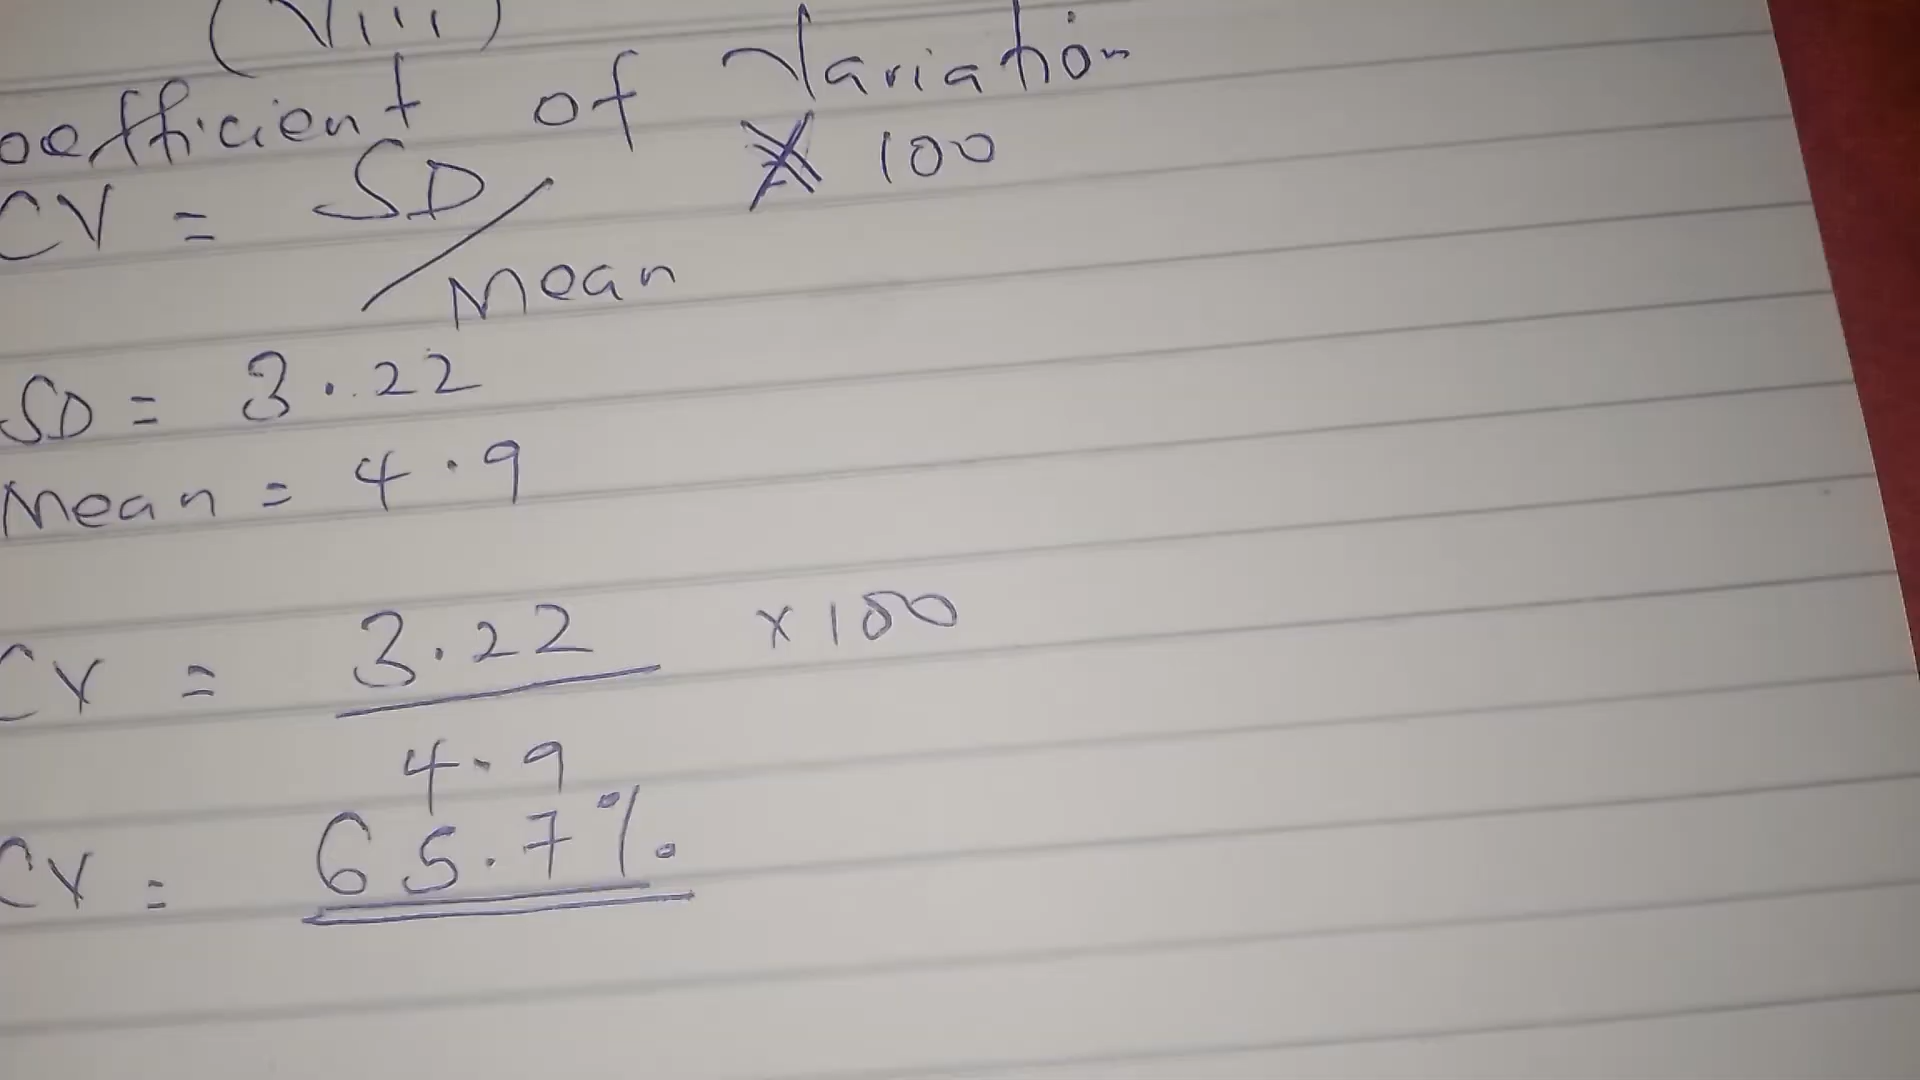 (Viii)
oefficient of Variation
CV = SD/Mean X 100
SD = 3.22
Mean = 4.9
CV = 3.22 x 100
4.9
CV = 65.7%